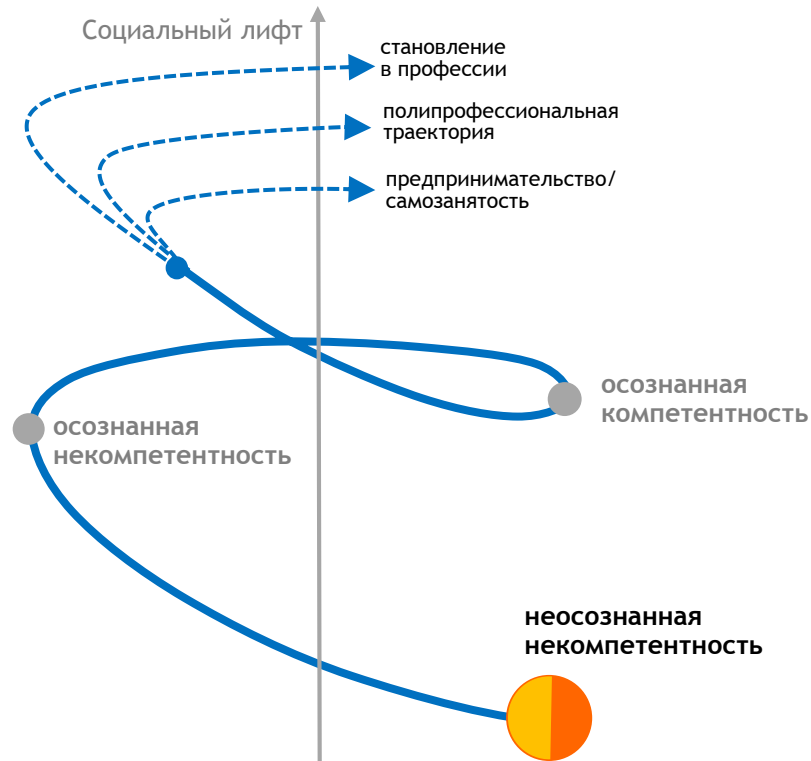 Социальный лифт
становление
в профессии
полипрофессиональная
траектория
предпринимательство/
самозанятость
осознанная
компетентность
осознанная
некомпетентность
неосознанная
некомпетентность